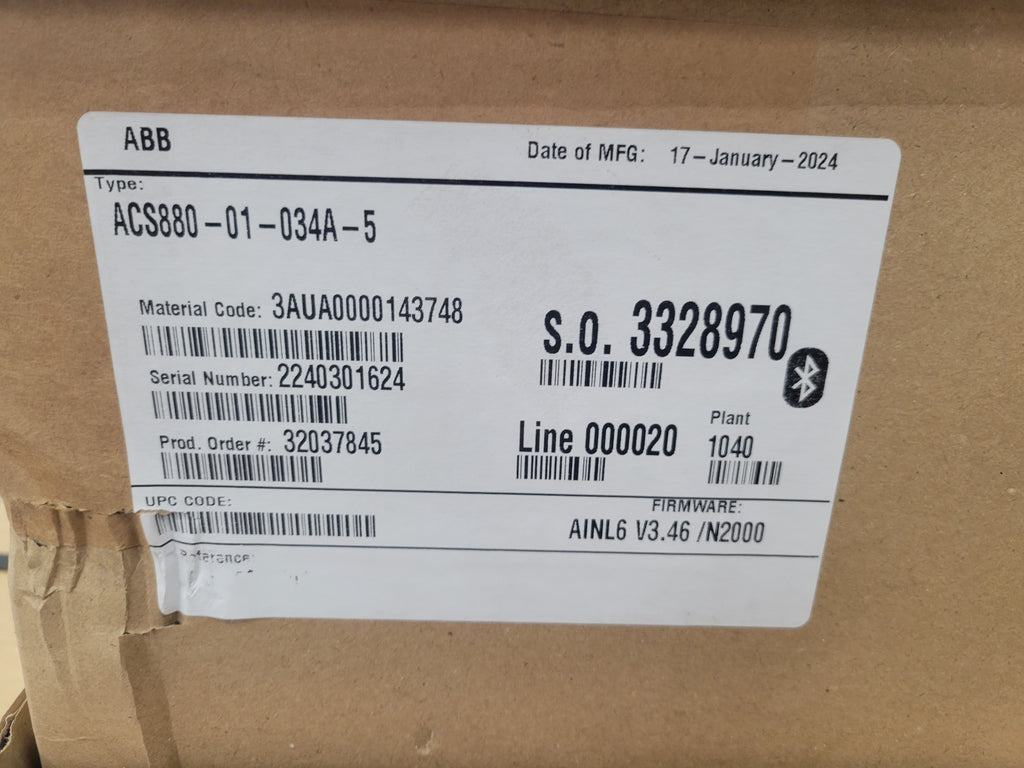 ABB
Date of MFG: 17-January-2024
Type:
ACS880-01-034A-5
Material Code: 3AUA0000143748
S.O. 3328970
Serial Number: 2240301624
Line 000020
Plant
1040
Prod. Order #: 32037845
UPC CODE:
FIRMWARE:
AINL6 V3.46 /N2000